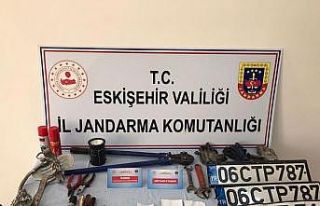 T.C.
ESKİŞEHİR VALİLİĞİ
İL JANDARMA KOMUTANLIĞI
06CTP787
06CTP787